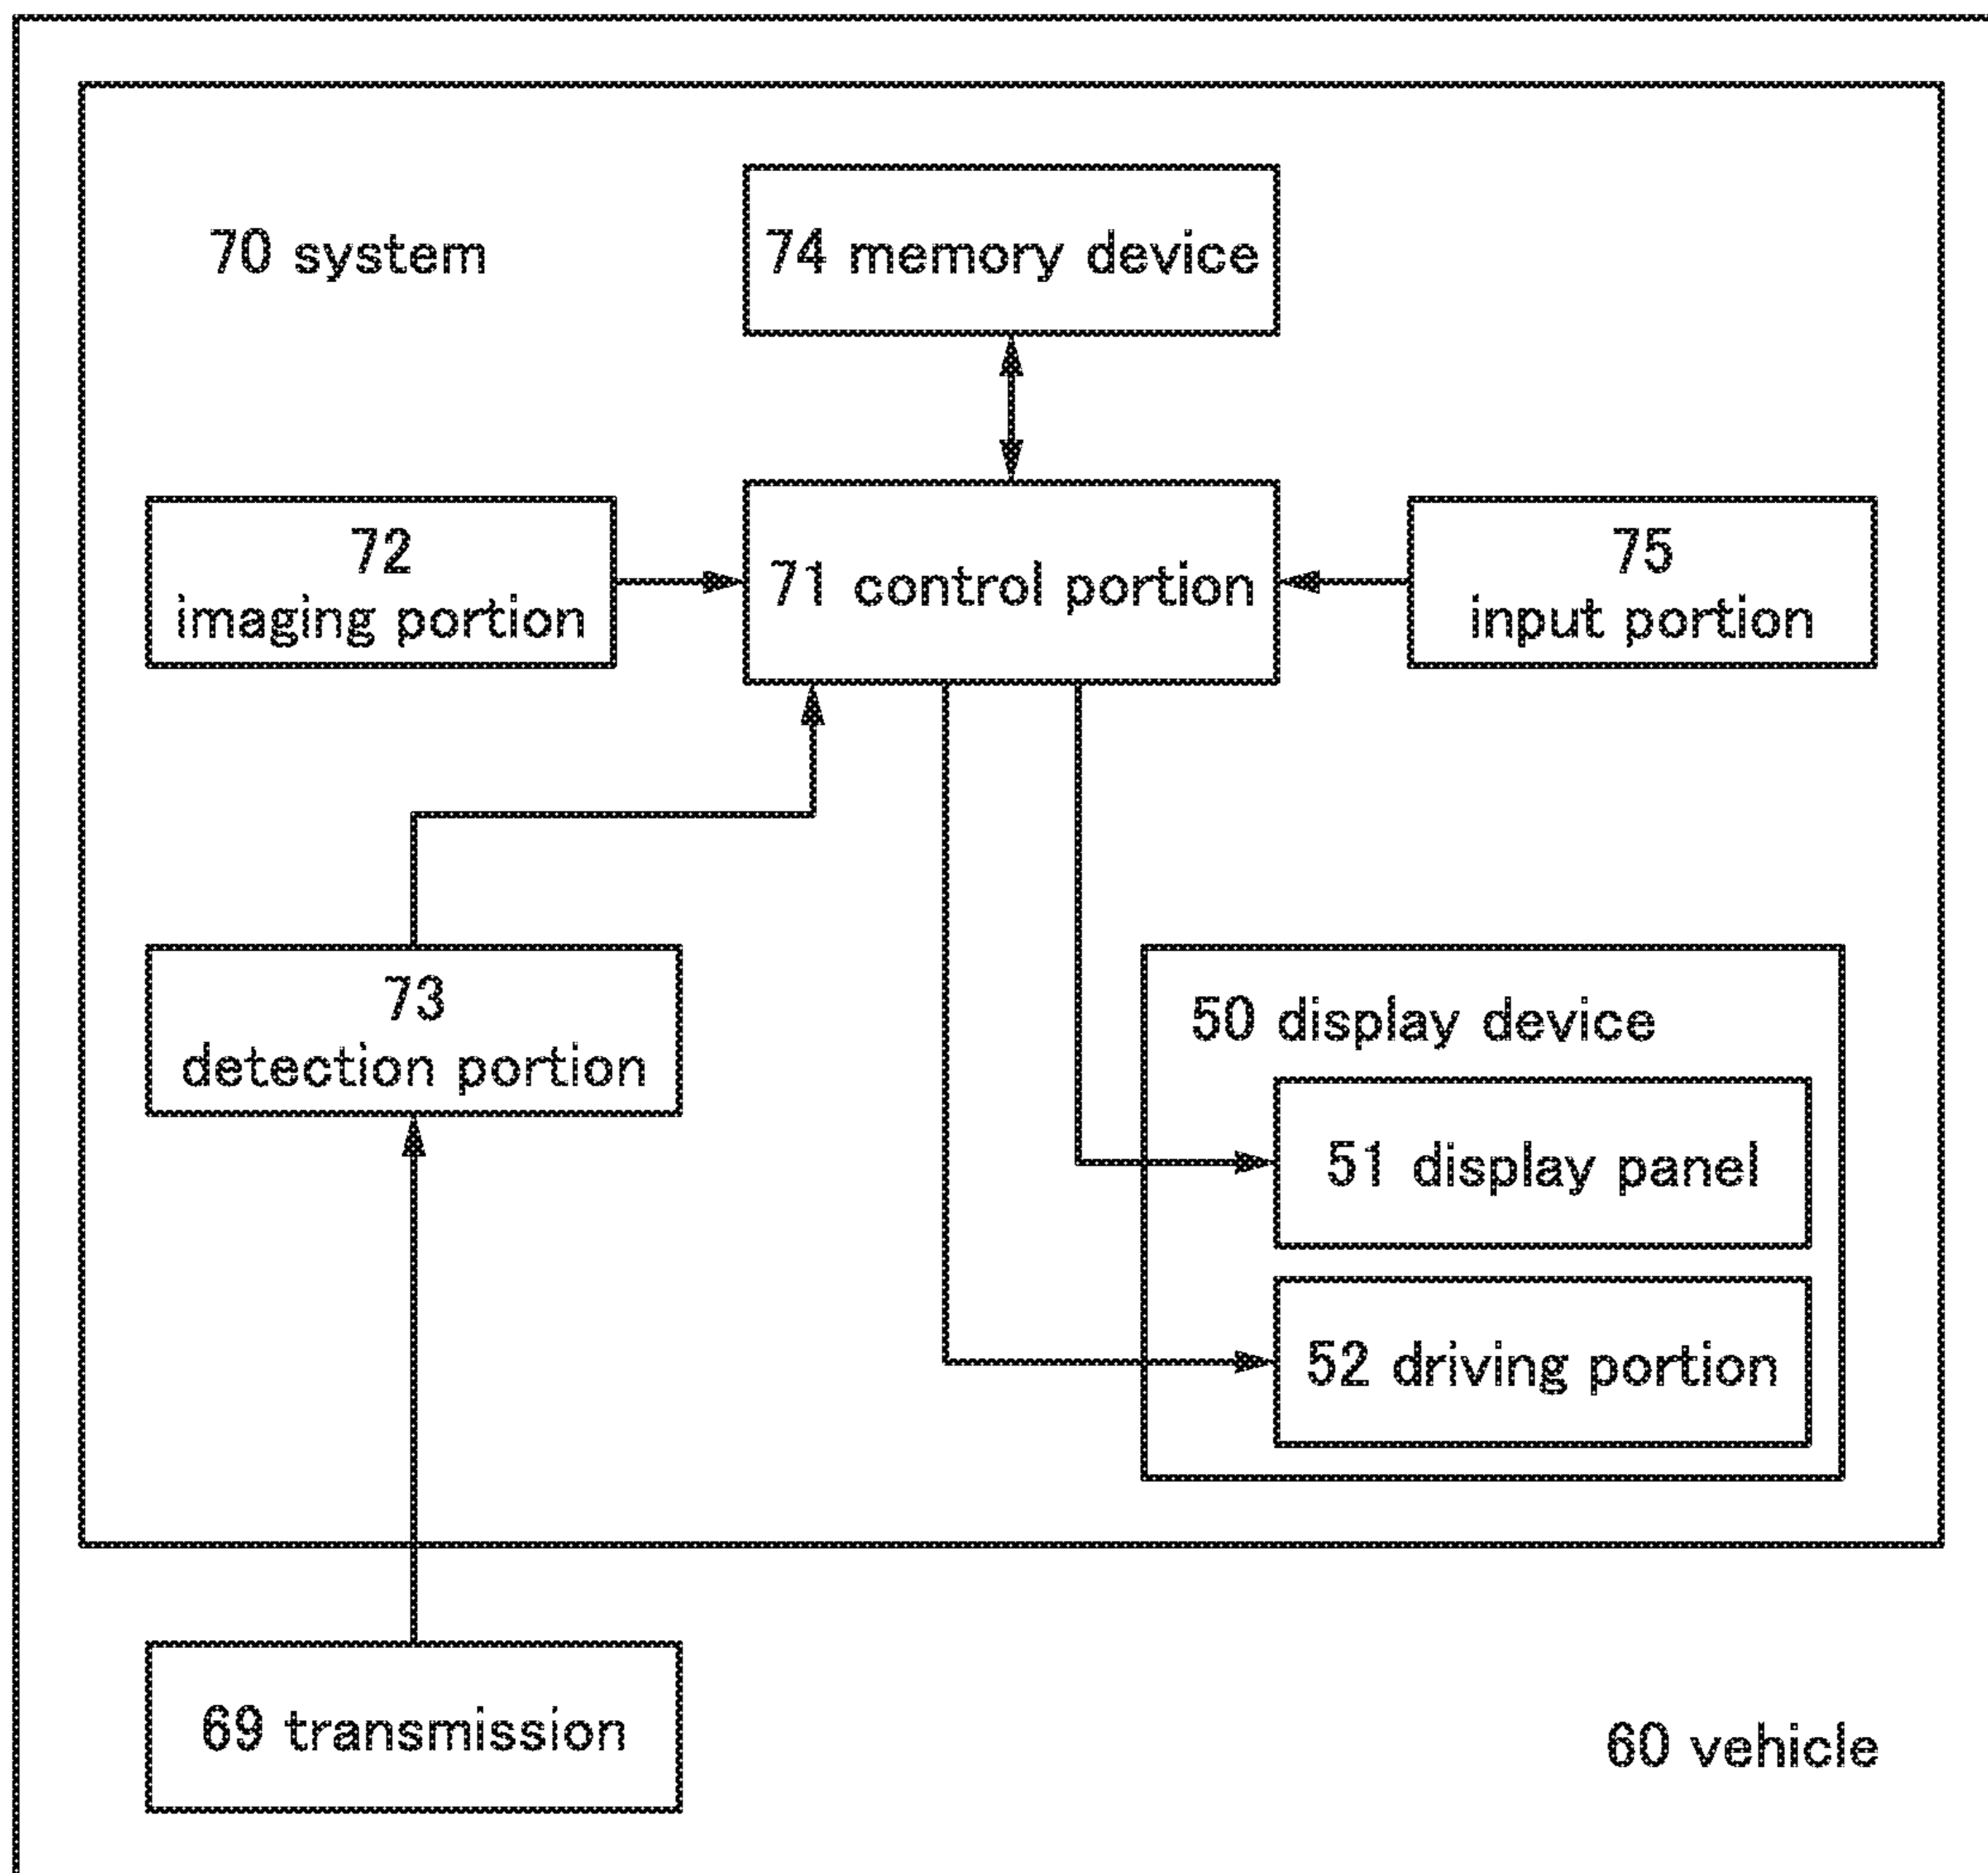 70 system
74 memory device
72
imaging portion
71 control portion
75
input portion
73
detection portion
50 display device
51 display panel
52 driving portion
69 transmission
60 vehicle